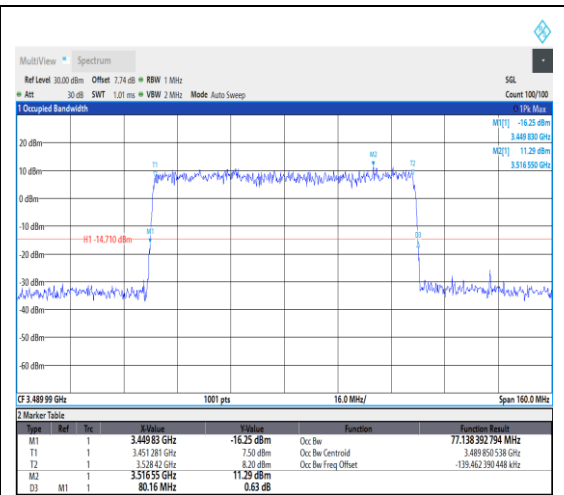 MultiView Spectrum
Ref Level 30.00 dBm Offset 7.74 dB RBW 1 MHz SGL
Att 30 dB SWT 1.01 ms VBW 2 MHz Mode Auto Sweep Count 100/100
1 Occupied Bandwidth 1Pk Max
M1[1] -16.25 dBm
3.449 830 GHz
M2[1] 11.29 dBm
3.516 550 GHz
20 dBm
M2
T1 T2
10 dBm
0 dBm
-10 dBm
M1 D3
H1 -14.710 dBm
-20 dBm
-30 dBm
-40 dBm
-50 dBm
-60 dBm
CF 3.489 99 GHz 1001 pts 16.0 MHz/ Span 160.0 MHz
2 Marker Table
Type Ref Trc X-Value Y-Value Function Function Result
M1 1 3.449 83 GHz -16.25 dBm Occ Bw 77.138 392 794 MHz
T1 1 3.451 281 GHz 7.50 dBm Occ Bw Centroid 3.489 850 538 GHz
T2 1 3.528 42 GHz 8.20 dBm Occ Bw Freq Offset -139.462 390 448 kHz
M2 1 3.516 55 GHz 11.29 dBm
D3 M1 1 80.16 MHz 0.63 dB